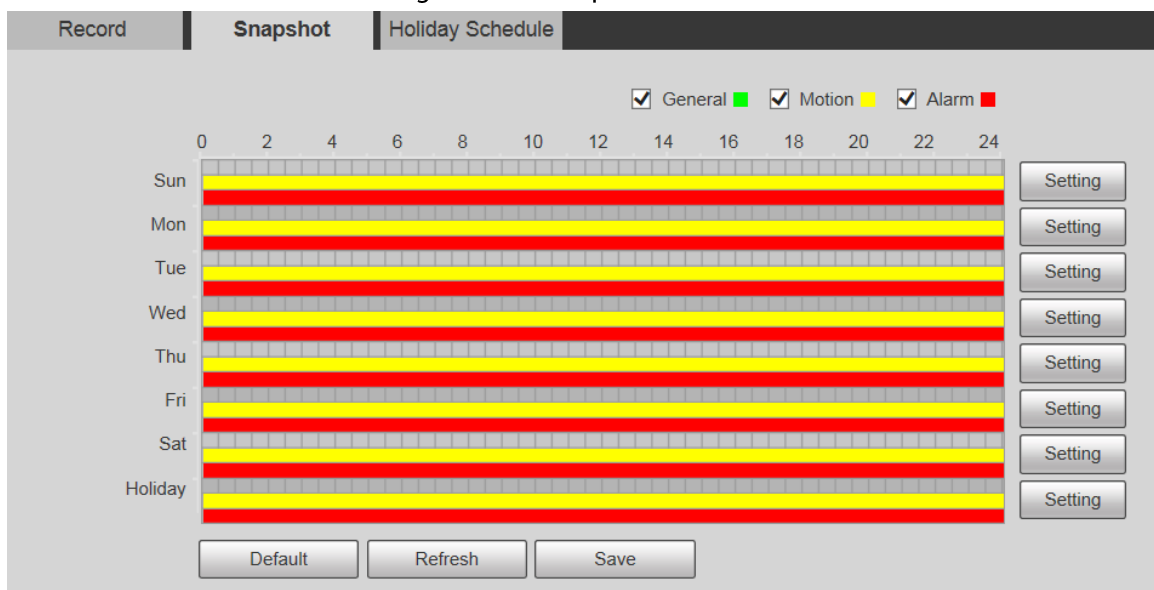 Record Snapshot Holiday Schedule
General Motion Alarm
0 2 4 6 8 10 12 14 16 18 20 22 24
Sun Setting
Mon Setting
Tue Setting
Wed Setting
Thu Setting
Fri Setting
Sat Setting
Holiday Setting
Default Refresh Save